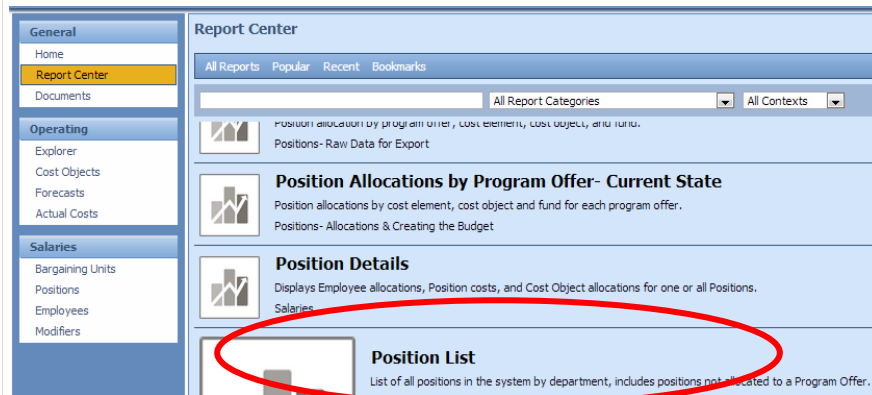 General
Home
Report Center
Documents
Operating
Explorer
Cost Objects
Forecasts
Actual Costs
Salaries
Bargaining Units
Positions
Employees
Modifiers
Report Center
All Reports Popular Recent Bookmarks
All Report Categories All Contexts
Position allocation by program offer, cost element, cost object, and fund.
Positions- Raw Data for Export
Position Allocations by Program Offer- Current State
Position allocations by cost element, cost object and fund for each program offer.
Positions- Allocations & Creating the Budget
Position Details
Displays Employee allocations, Position costs, and Cost Object allocations for one or all Positions.
Salaries
Position List
List of all positions in the system by department, includes positions not allocated to a Program Offer.